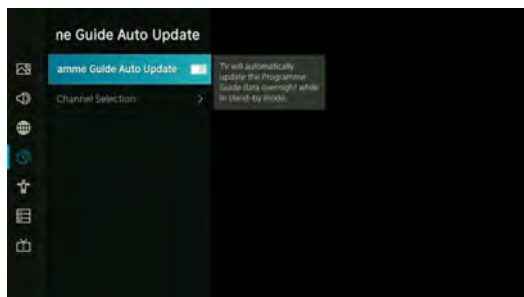 ne Guide Auto Update
amme Guide Auto Update
Channel Selection
TV will automatically
update the Programme
Guide data overnight while
in stand-by mode.